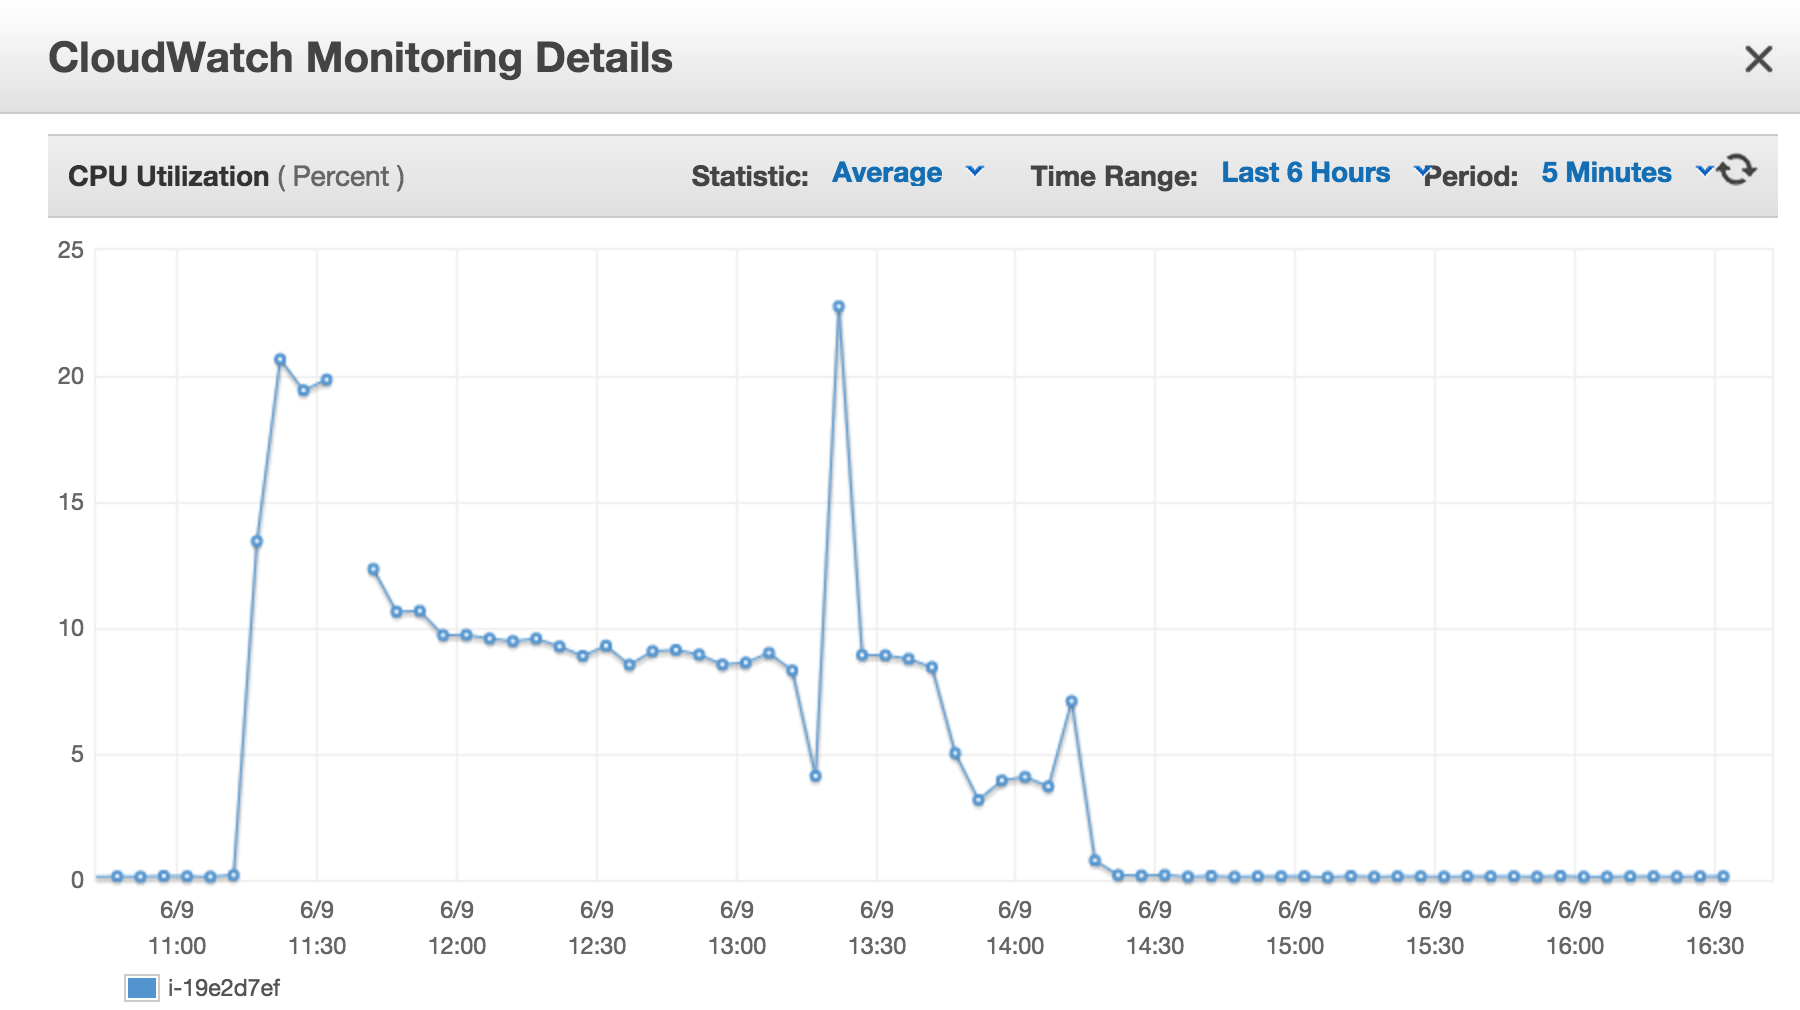 CloudWatch Monitoring Details
CPU Utilization ( Percent ) Statistic: Average Time Range: Last 6 Hours Period: 5 Minutes
25
20
15
10
5
0
6/9 6/9 6/9 6/9 6/9 6/9 6/9 6/9 6/9 6/9 6/9 6/9
11:00 11:30 12:00 12:30 13:00 13:30 14:00 14:30 15:00 15:30 16:00 16:30
i-19e2d7ef